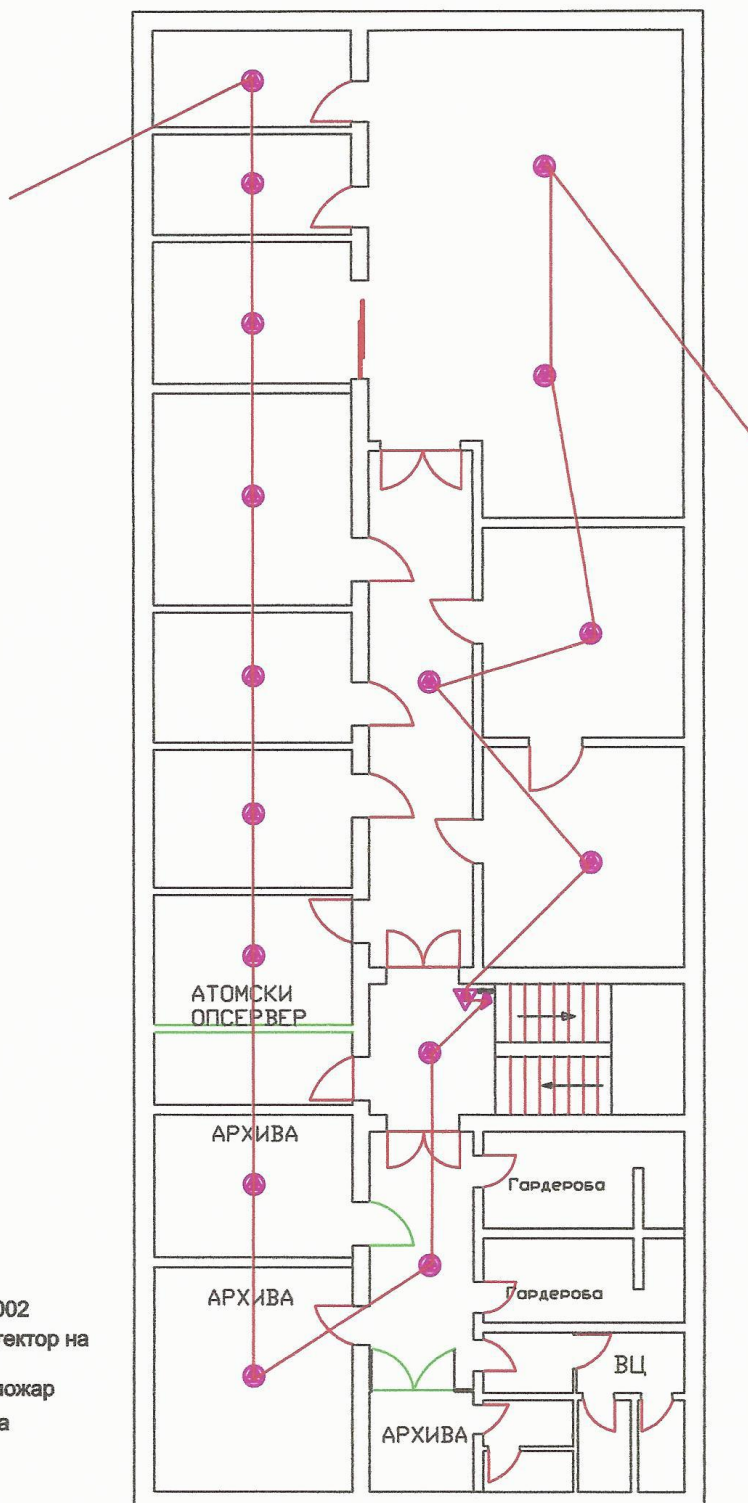 АТОМСКИ
ОПСЕРВЕР
АРХИВА
Гардероба
АРХИВА
Гардероба
ВЦ
АРХИВА
002
тектор на
пожар
а